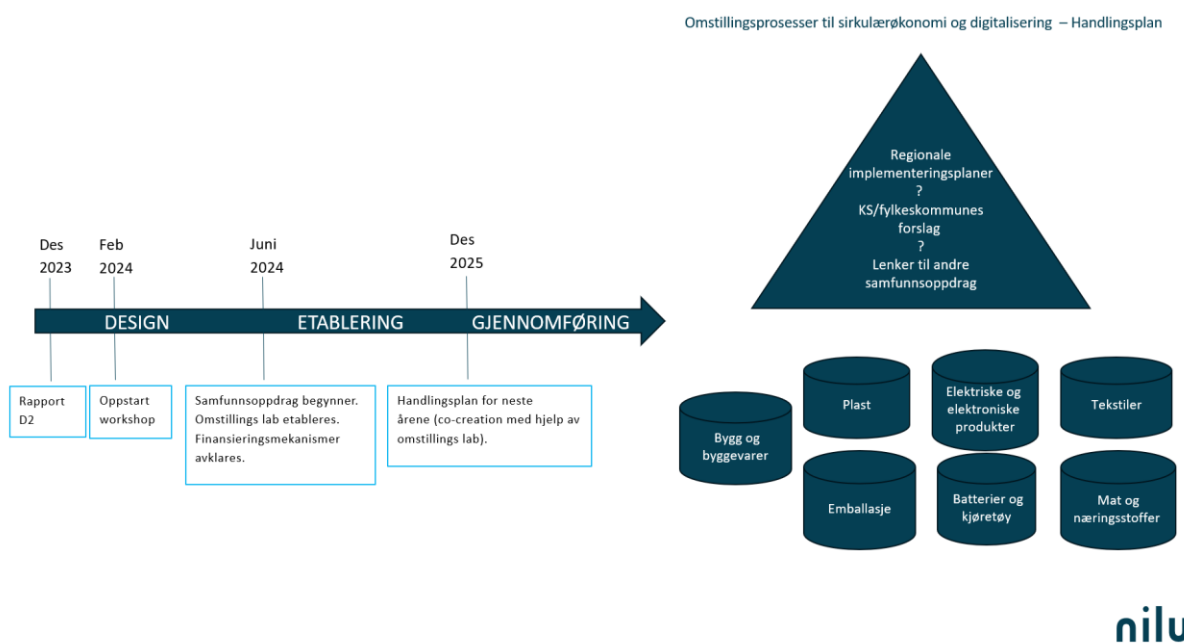 Omstillingsprosesser til sirkulærøkonomi og digitalisering – Handlingsplan
Regionale
implementeringsplaner
?
KS/fylkeskommunes
forslag
?
Lenker til andre
samfunnsoppdrag
Des
2023
Feb
2024
Juni
2024
Des
2025
DESIGN
ETABLERING
GJENNOMFØRING
Rapport
D2
Oppstart
workshop
Samfunnsoppdrag begynner.
Omstillings lab etableres.
Finansieringsmekanismer
avklares.
Handlingsplan for neste
årene (co-creation med hjelp av
omstillings lab).
Bygg og
byggevarer
Plast
Elektriske og
elektroniske
produkter
Tekstiler
Emballasje
Batterier og
kjøretøy
Mat og
næringsstoffer
nilu